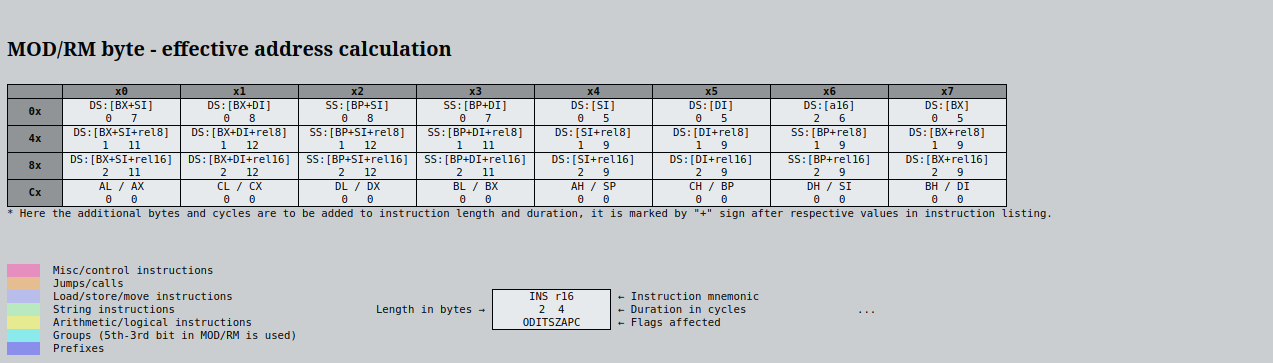 MOD/RM byte - effective address calculation
x0 x1 x2 x3 x4 x5 x6 x7
0x DS:[BX+SI] DS:[BX+DI] SS:[BP+SI] SS:[BP+DI] DS:[SI] DS:[DI] DS:[a16] DS:[BX]
0 7 0 8 0 8 0 7 0 5 0 5 2 6 0 5
4x DS:[BX+SI+rel8] DS:[BX+DI+rel8] SS:[BP+SI+rel8] SS:[BP+DI+rel8] DS:[SI+rel8] DS:[DI+rel8] SS:[BP+rel8] DS:[BX+rel8]
1 11 1 12 1 12 1 11 1 9 1 9 1 9 1 9
8x DS:[BX+SI+rel16] DS:[BX+DI+rel16] SS:[BP+SI+rel16] SS:[BP+DI+rel16] DS:[SI+rel16] DS:[DI+rel16] SS:[BP+rel16] DS:[BX+rel16]
2 11 2 12 2 12 2 11 2 9 2 9 2 9 2 9
Cx AL / AX CL / CX DL / DX BL / BX AH / SP CH / BP DH / SI BH / DI
0 0 0 0 0 0 0 0 0 0 0 0 0 0 0 0
* Here the additional bytes and cycles are to be added to instruction length and duration, it is marked by "+" sign after respective values in instruction listing.
Misc/control instructions
Jumps/calls
Load/store/move instructions
String instructions
Arithmetic/logical instructions
Groups (5th-3rd bit in MOD/RM is used)
Prefixes
INS r16 ← Instruction mnemonic
Length in bytes → 2 4 ← Duration in cycles ...
ODITSZAPC ← Flags affected